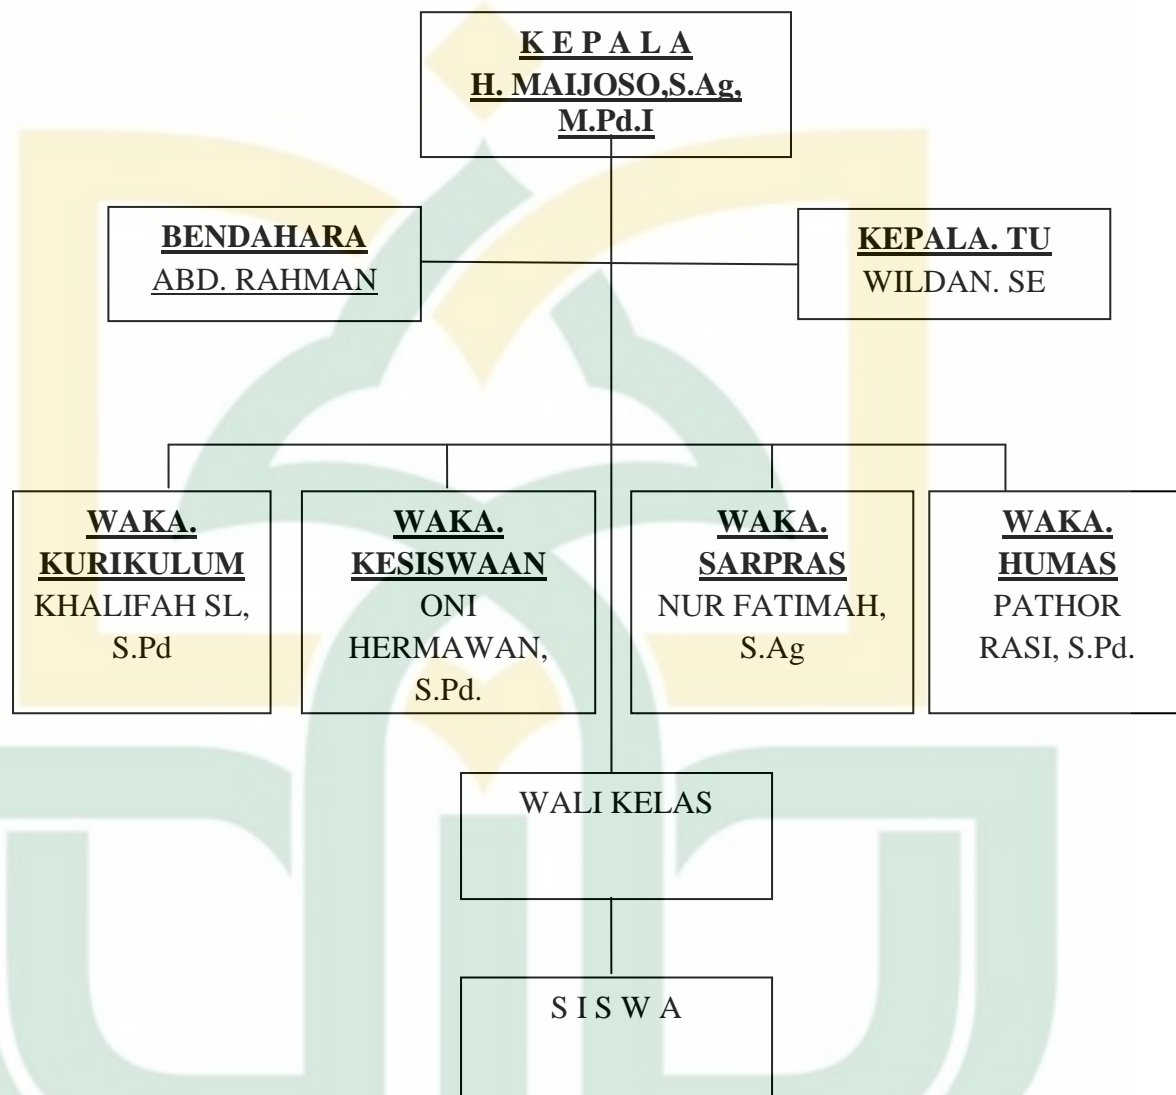 K E P A L A
H. MAIJOSO,S.Ag,
M.Pd.I
BENDAHARA
ABD. RAHMAN
KEPALA. TU
WILDAN. SE
WAKA.
KURIKULUM
KHALIFAH SL,
S.Pd
WAKA.
KESISWAAN
ONI
HERMAWAN,
S.Pd.
WAKA.
SARPRAS
NUR FATIMAH,
S.Ag
WAKA.
HUMAS
PATHOR
RASI, S.Pd.
WALI KELAS
S I S W A